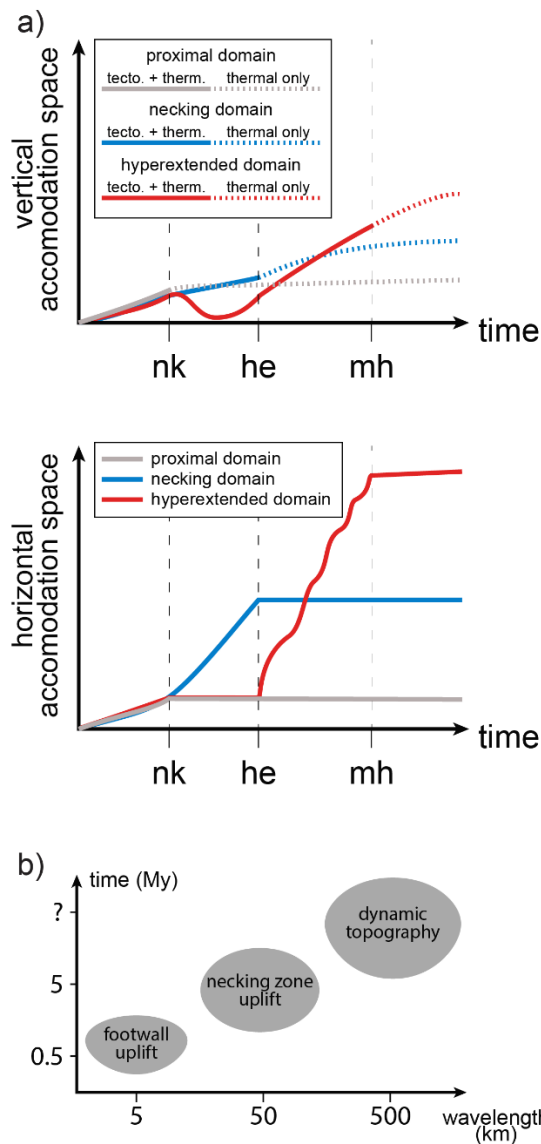 a)
vertical
accomodation space
proximal domain
tecto. + therm. thermal only
necking domain
tecto. + therm. thermal only
hyperextended domain
tecto. + therm. thermal only
time
nk he mh
horizontal
accomodation space
proximal domain
necking domain
hyperextended domain
time
nk he mh
b)
time (My)
?
5
0.5
dynamic
topography
necking zone
uplift
footwall
uplift
5 50 500 wavelengtl
(km)